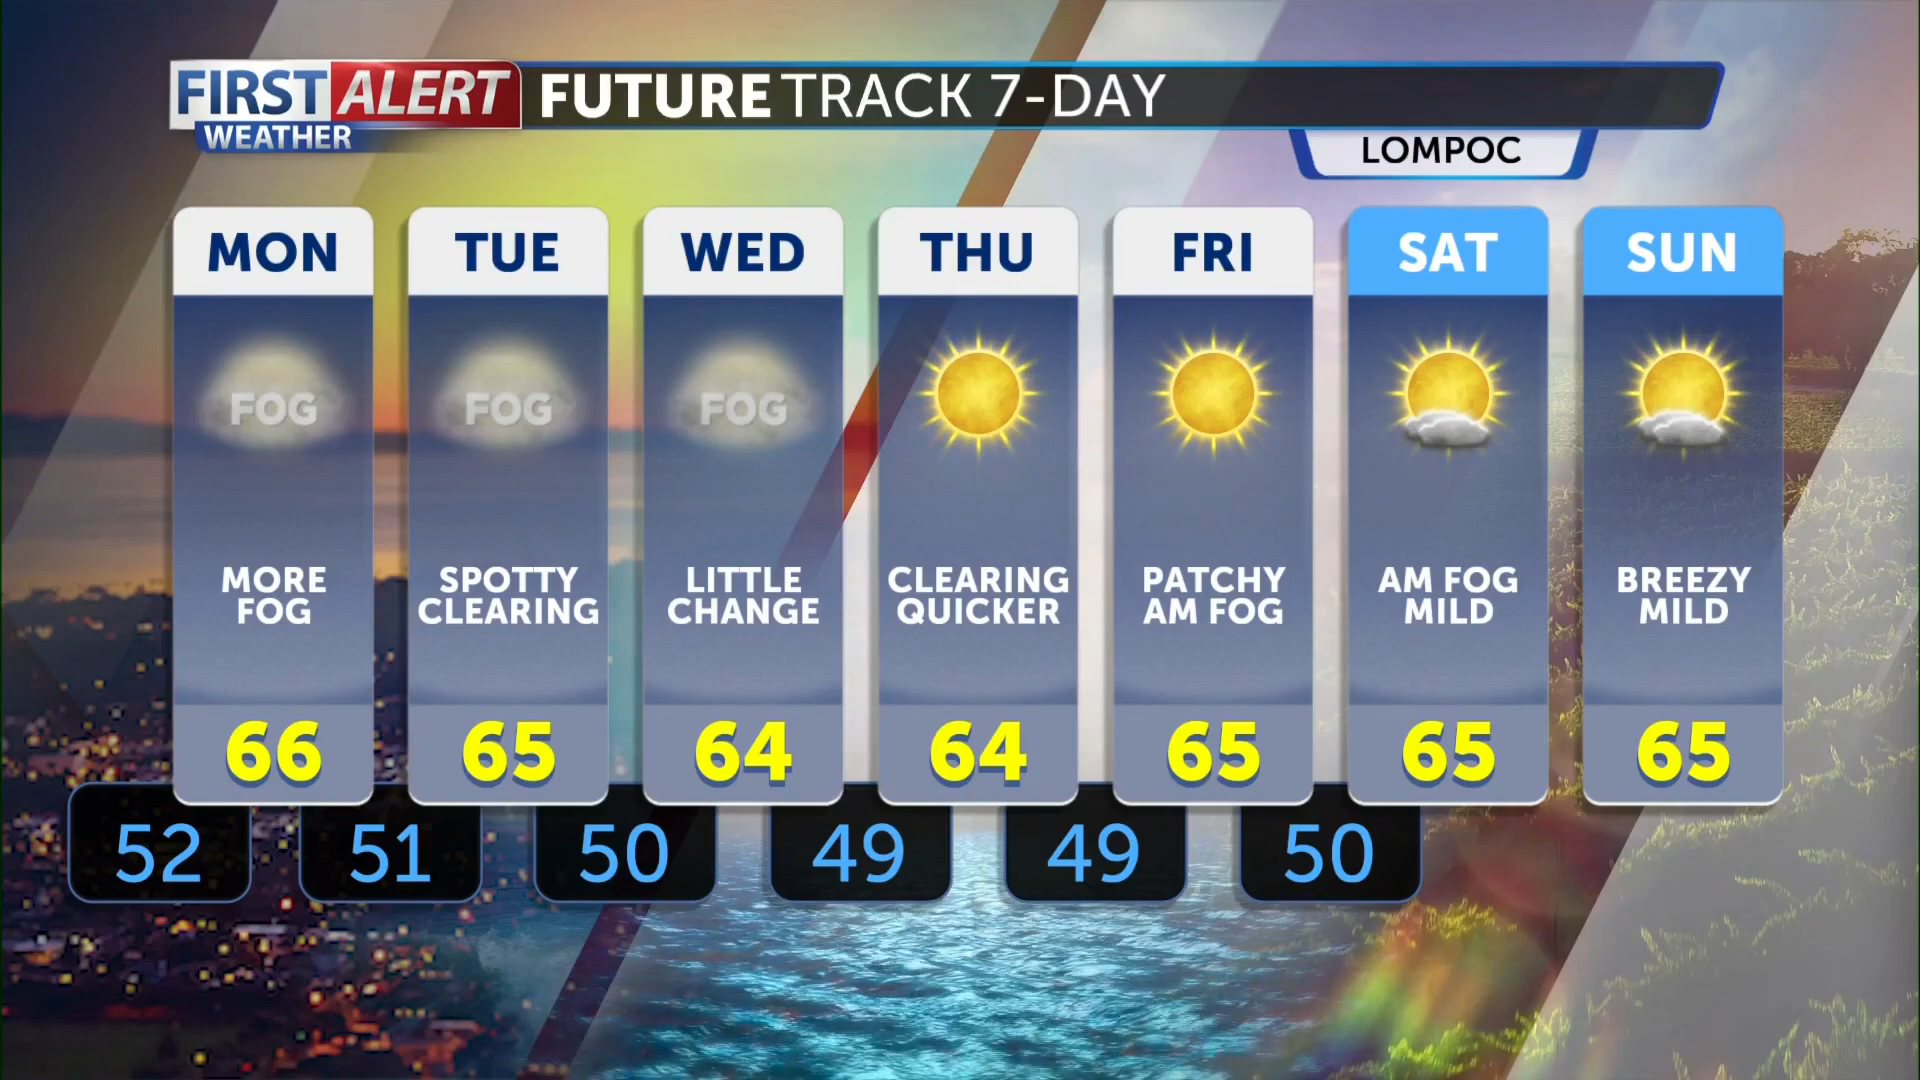 FIRST ALERT
WEATHER
FUTURE TRACK 7-DAY
LOMPOC
MON
TUE
WED
THU
FRI
SAT
SUN
FOG
FOG
FOG
MORE
FOG
SPOTTY
CLEARING
LITTLE
CHANGE
CLEARING
QUICKER
PATCHY
AM FOG
AM FOG
MILD
BREEZY
MILD
66
65
64
64
65
65
65
52
51
50
49
49
50